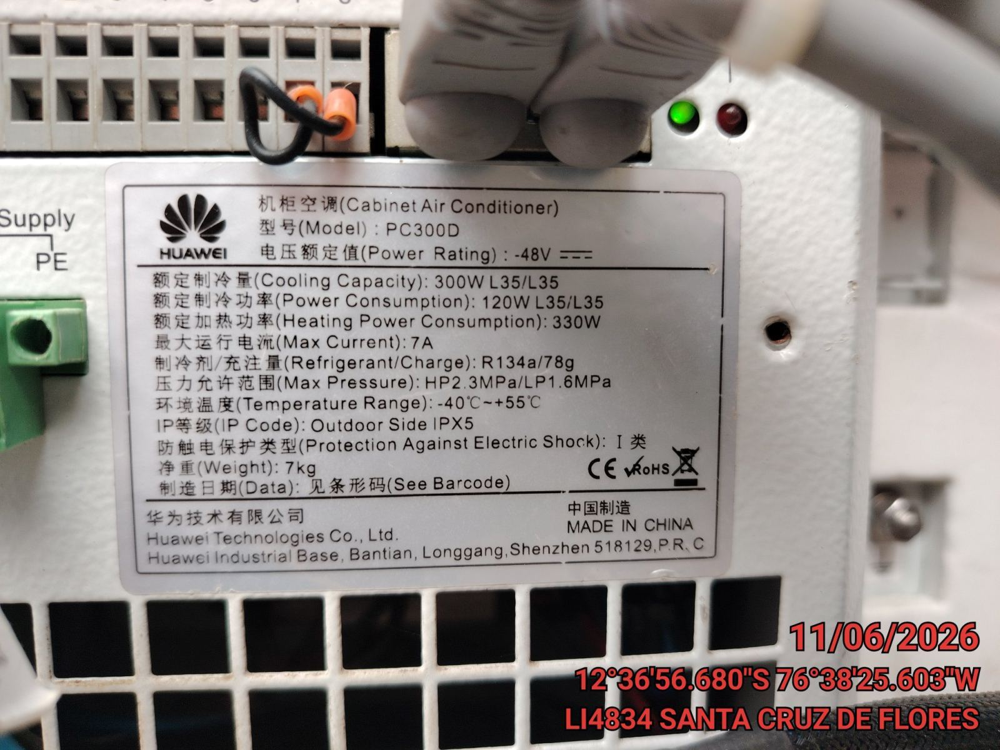 Supply
PE
HUAWEI
机柜空调(Cabinet Air Conditioner)
型号(Model) : PC300D
电压额定值(Power Rating) : -48V
额定制冷量(Cooling Capacity): 300W L35/L35
额定制冷功率(Power Consumption): 120W L35/L35
额定加热功率(Heating Power Consumption): 330W
最大运行电流(Max Current): 7A
制冷剂/充注量(Refrigerant/Charge): R134a/78g
压力允许范围(Max Pressure): HP2.3MPa/LP1.6MPa
环境温度(Temperature Range): -40℃~+55℃
IP等级(IP Code): Outdoor Side IPX5
防触电保护类型(Protection Against Electric Shock): I 类
净重(Weight): 7kg
CE RoHS
制造日期(Data): 见条形码(See Barcode)
华为技术有限公司
中国制造
Huawei Technologies Co., Ltd.
MADE IN CHINA
Huawei Industrial Base, Bantian, Longgang,Shenzhen 518129,P.R. C
11/06/2026
12°36'56.680"S 76°38'25.603"W
LI4834 SANTA CRUZ DE FLORES